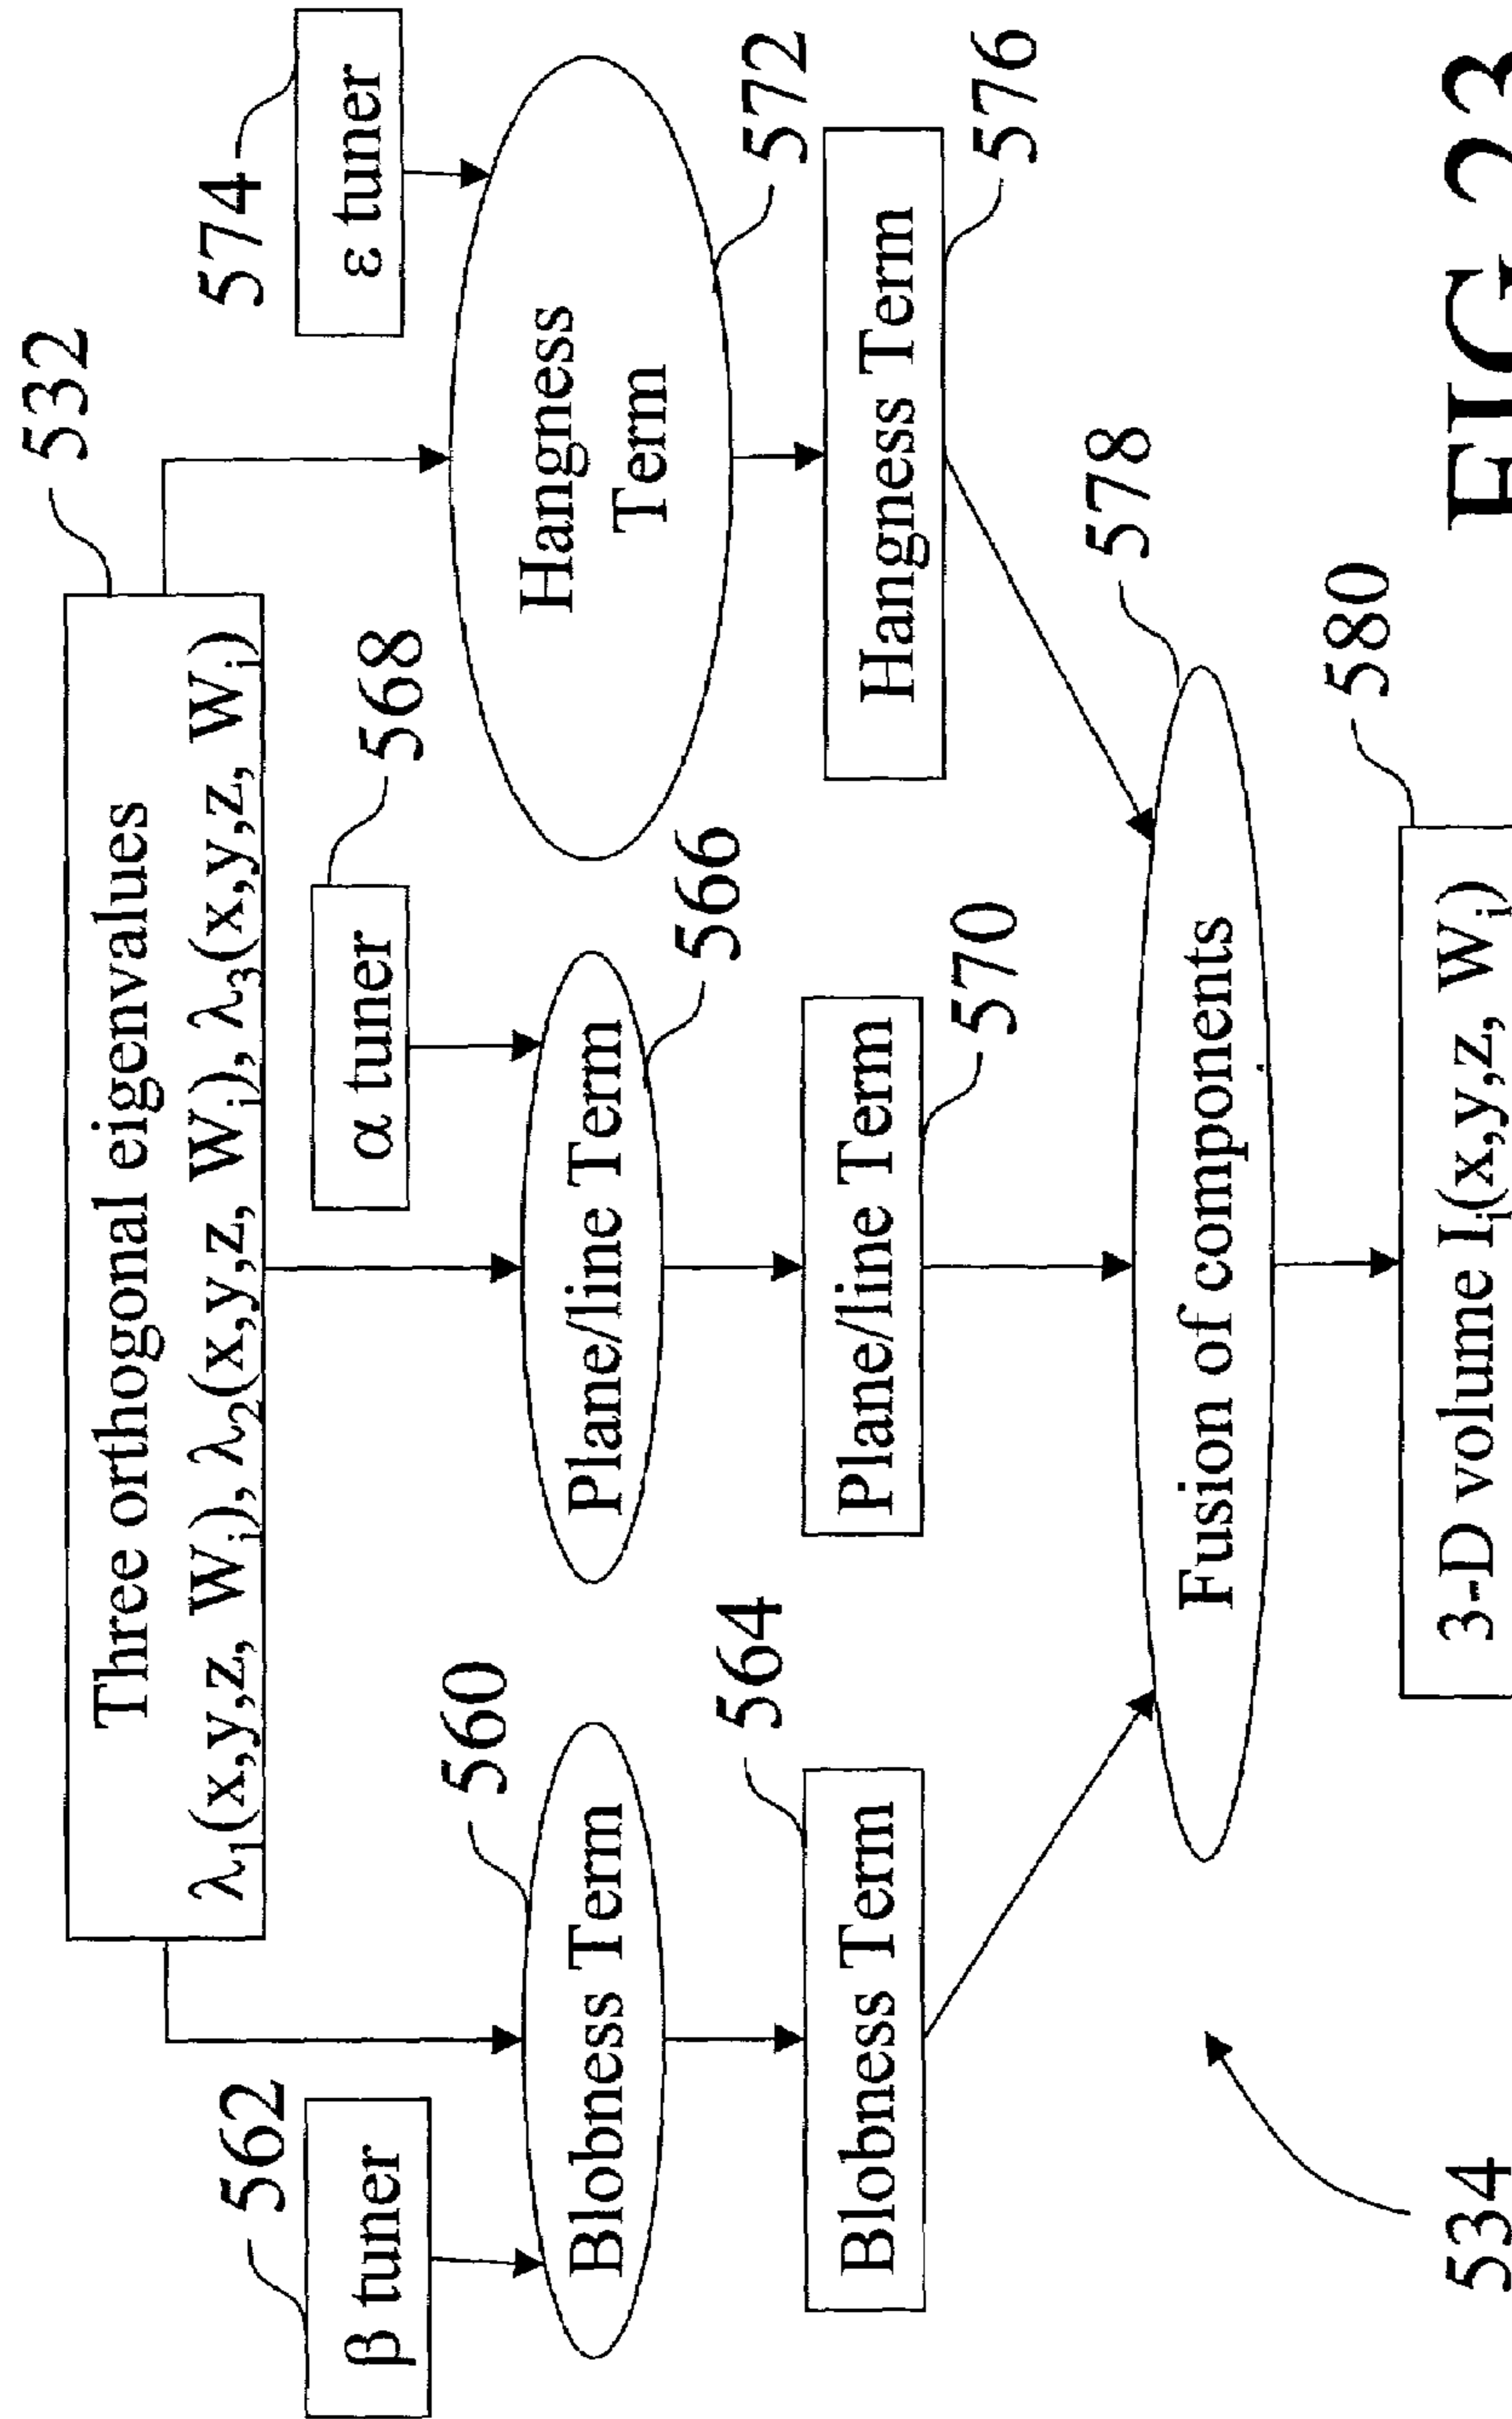 532
Three orthogonal eigenvalues
λ₁(x,y,z, Wᵢ), λ₂(x,y,z, Wᵢ), λ₃(x,y,z, Wᵢ)
562
β tuner
568
α tuner
574
ε tuner
560
Blobness Term
Plane/line Term
566
Hangness
Term
572
564
Blobness Term
Plane/line Term
570
Hangness Term
576
578
Fusion of components
580
3-D volume Iᵢ(x,y,z, Wᵢ)
534
FIG 23